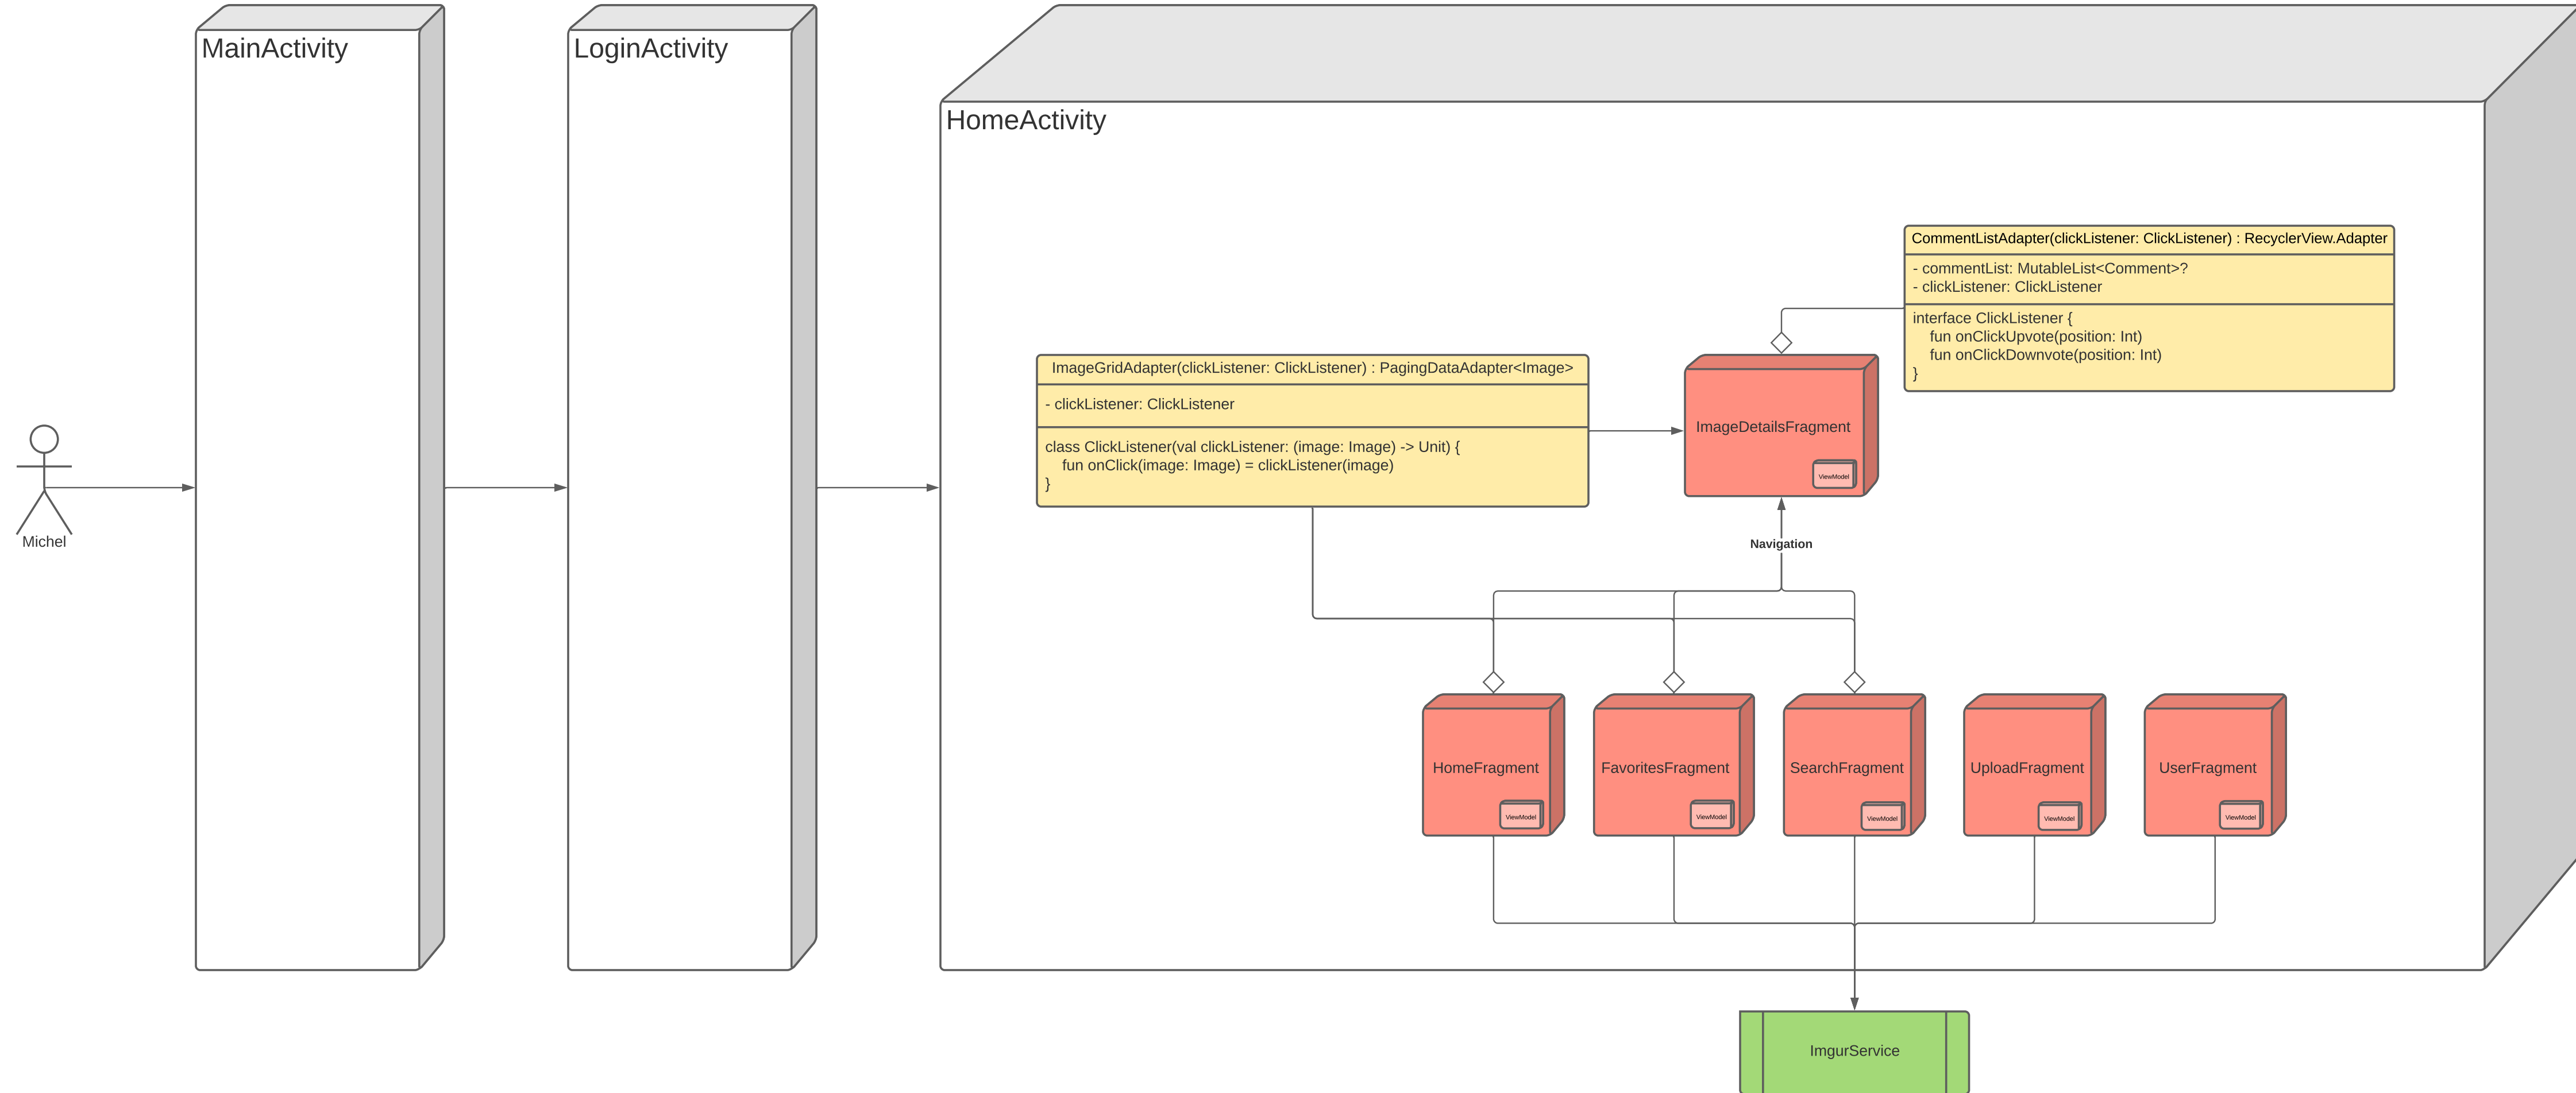 MainActivity
LoginActivity
HomeActivity
CommentListAdapter(clickListener: ClickListener) : RecyclerView.Adapter
- commentList: MutableList<Comment>?
- clickListener: ClickListener
interface ClickListener {
    fun onClickUpvote(position: Int)
    fun onClickDownvote(position: Int)
}
ImageGridAdapter(clickListener: ClickListener) : PagingDataAdapter<Image>
- clickListener: ClickListener
class ClickListener(val clickListener: (image: Image) -> Unit) {
    fun onClick(image: Image) = clickListener(image)
}
ImageDetailsFragment
ViewModel
Michel
Navigation
HomeFragment
ViewModel
FavoritesFragment
ViewModel
SearchFragment
ViewModel
UploadFragment
ViewModel
UserFragment
ViewModel
ImgurService